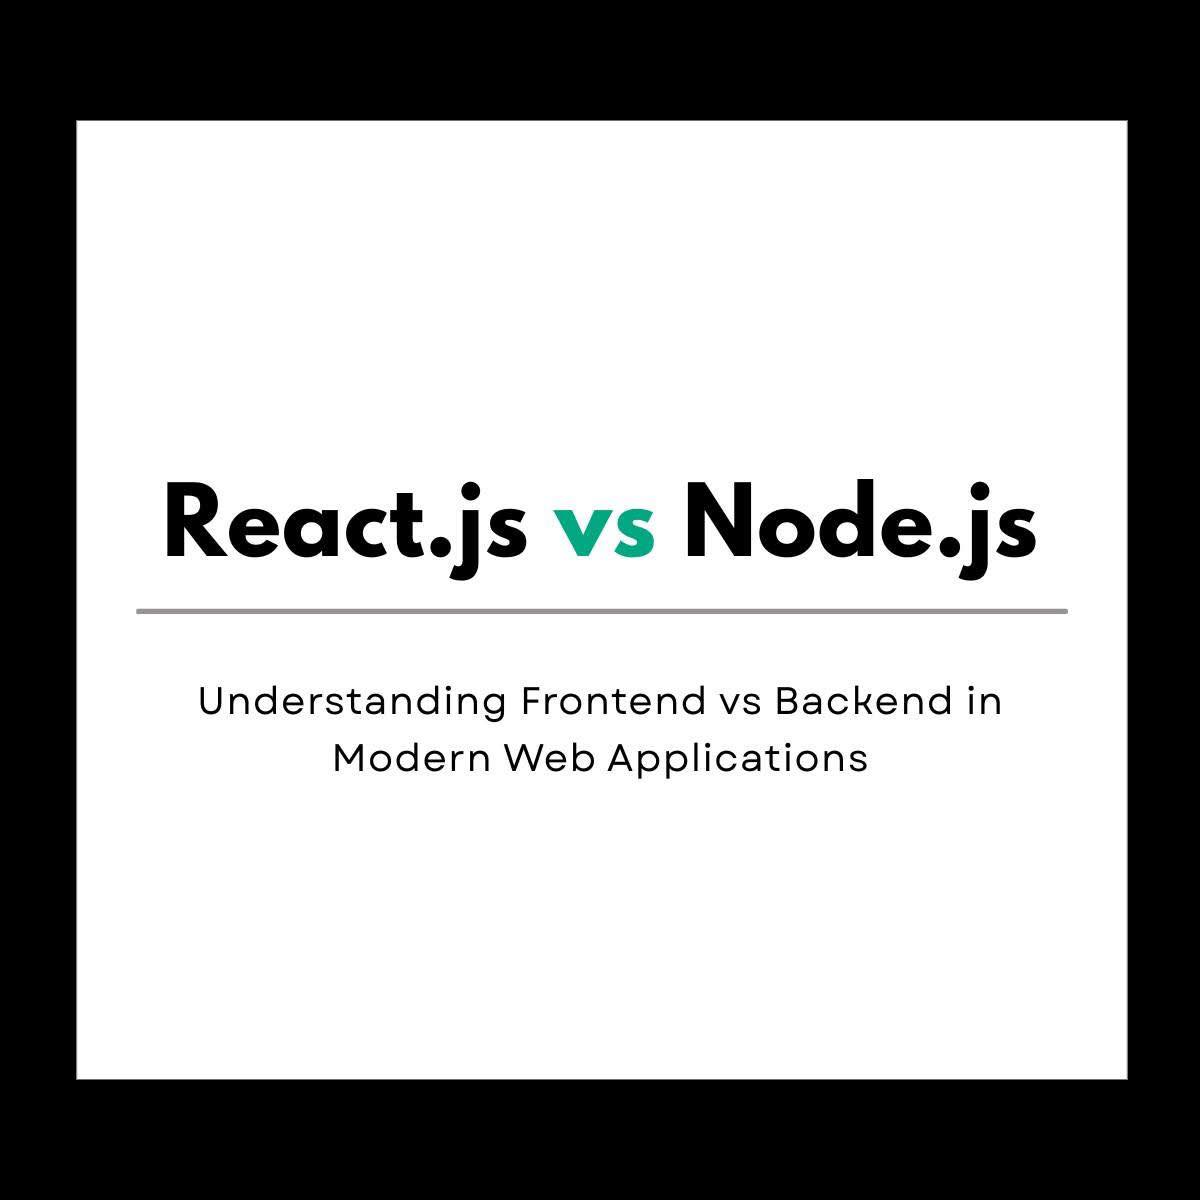 React.js vs Node.js
Understanding Frontend vs Backend in
Modern Web Applications